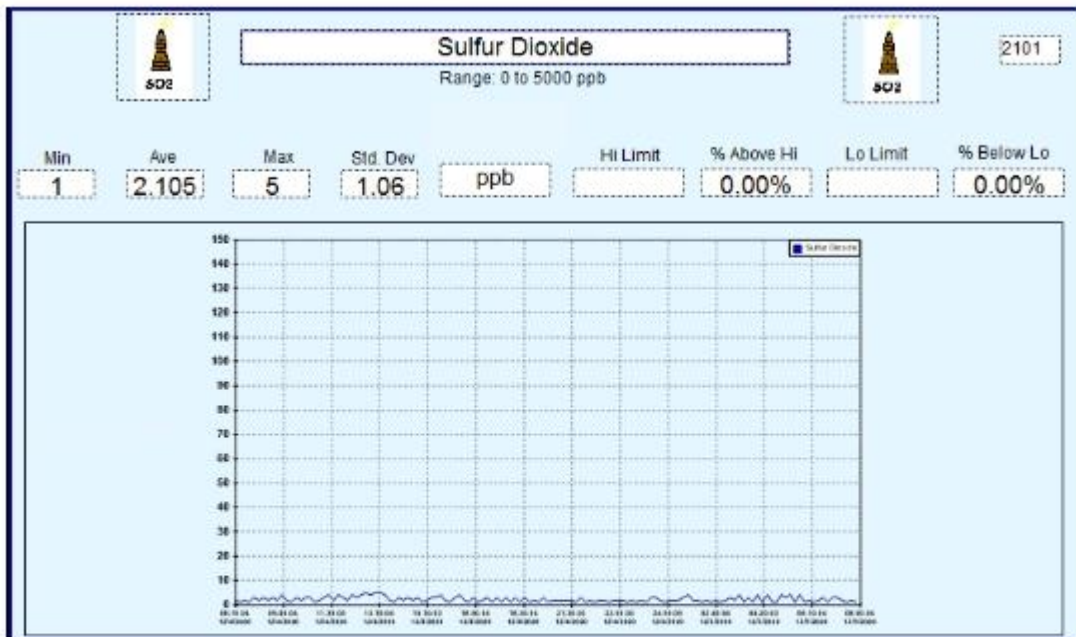 Sulfur Dioxide
2101
Range: 0 to 5000 ppb
SO2
SO2
Min Ave Max Std. Dev Hi Limit % Above Hi Lo Limit % Below Lo
1 2.105 5 1.06 ppb 0.00% 0.00%
Sulfur Dioxide
150
140
130
120
110
100
90
80
70
60
50
40
30
20
10
0